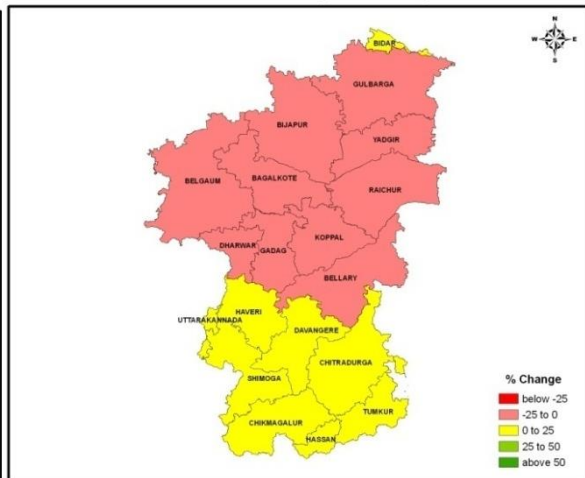 N
W E
S
BIDAR
GULBARGA
BIJAPUR
YADGIR
BELGAUM
BAGALKOTE
RAICHUR
KOPPAL
DHARWAR
GADAG
BELLARY
HAVERI
UTTARAKANNADA
DAVANGERE
CHITRADURGA
SHIMOGA
TUMKUR
CHIKMAGALUR
HASSAN
% Change
below -25
-25 to 0
0 to 25
25 to 50
above 50